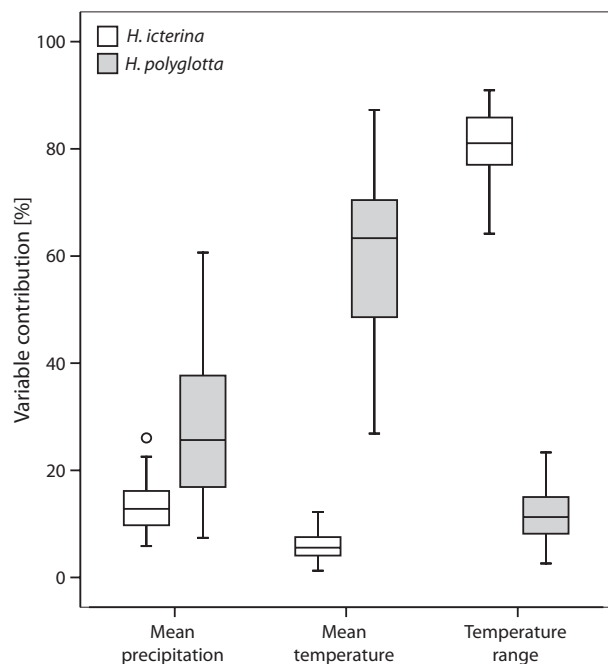 100
80
60
40
20
0
Variable contribution [%]
H. icterina
H. polyglotta
Mean
precipitation
Mean
temperature
Temperature
range